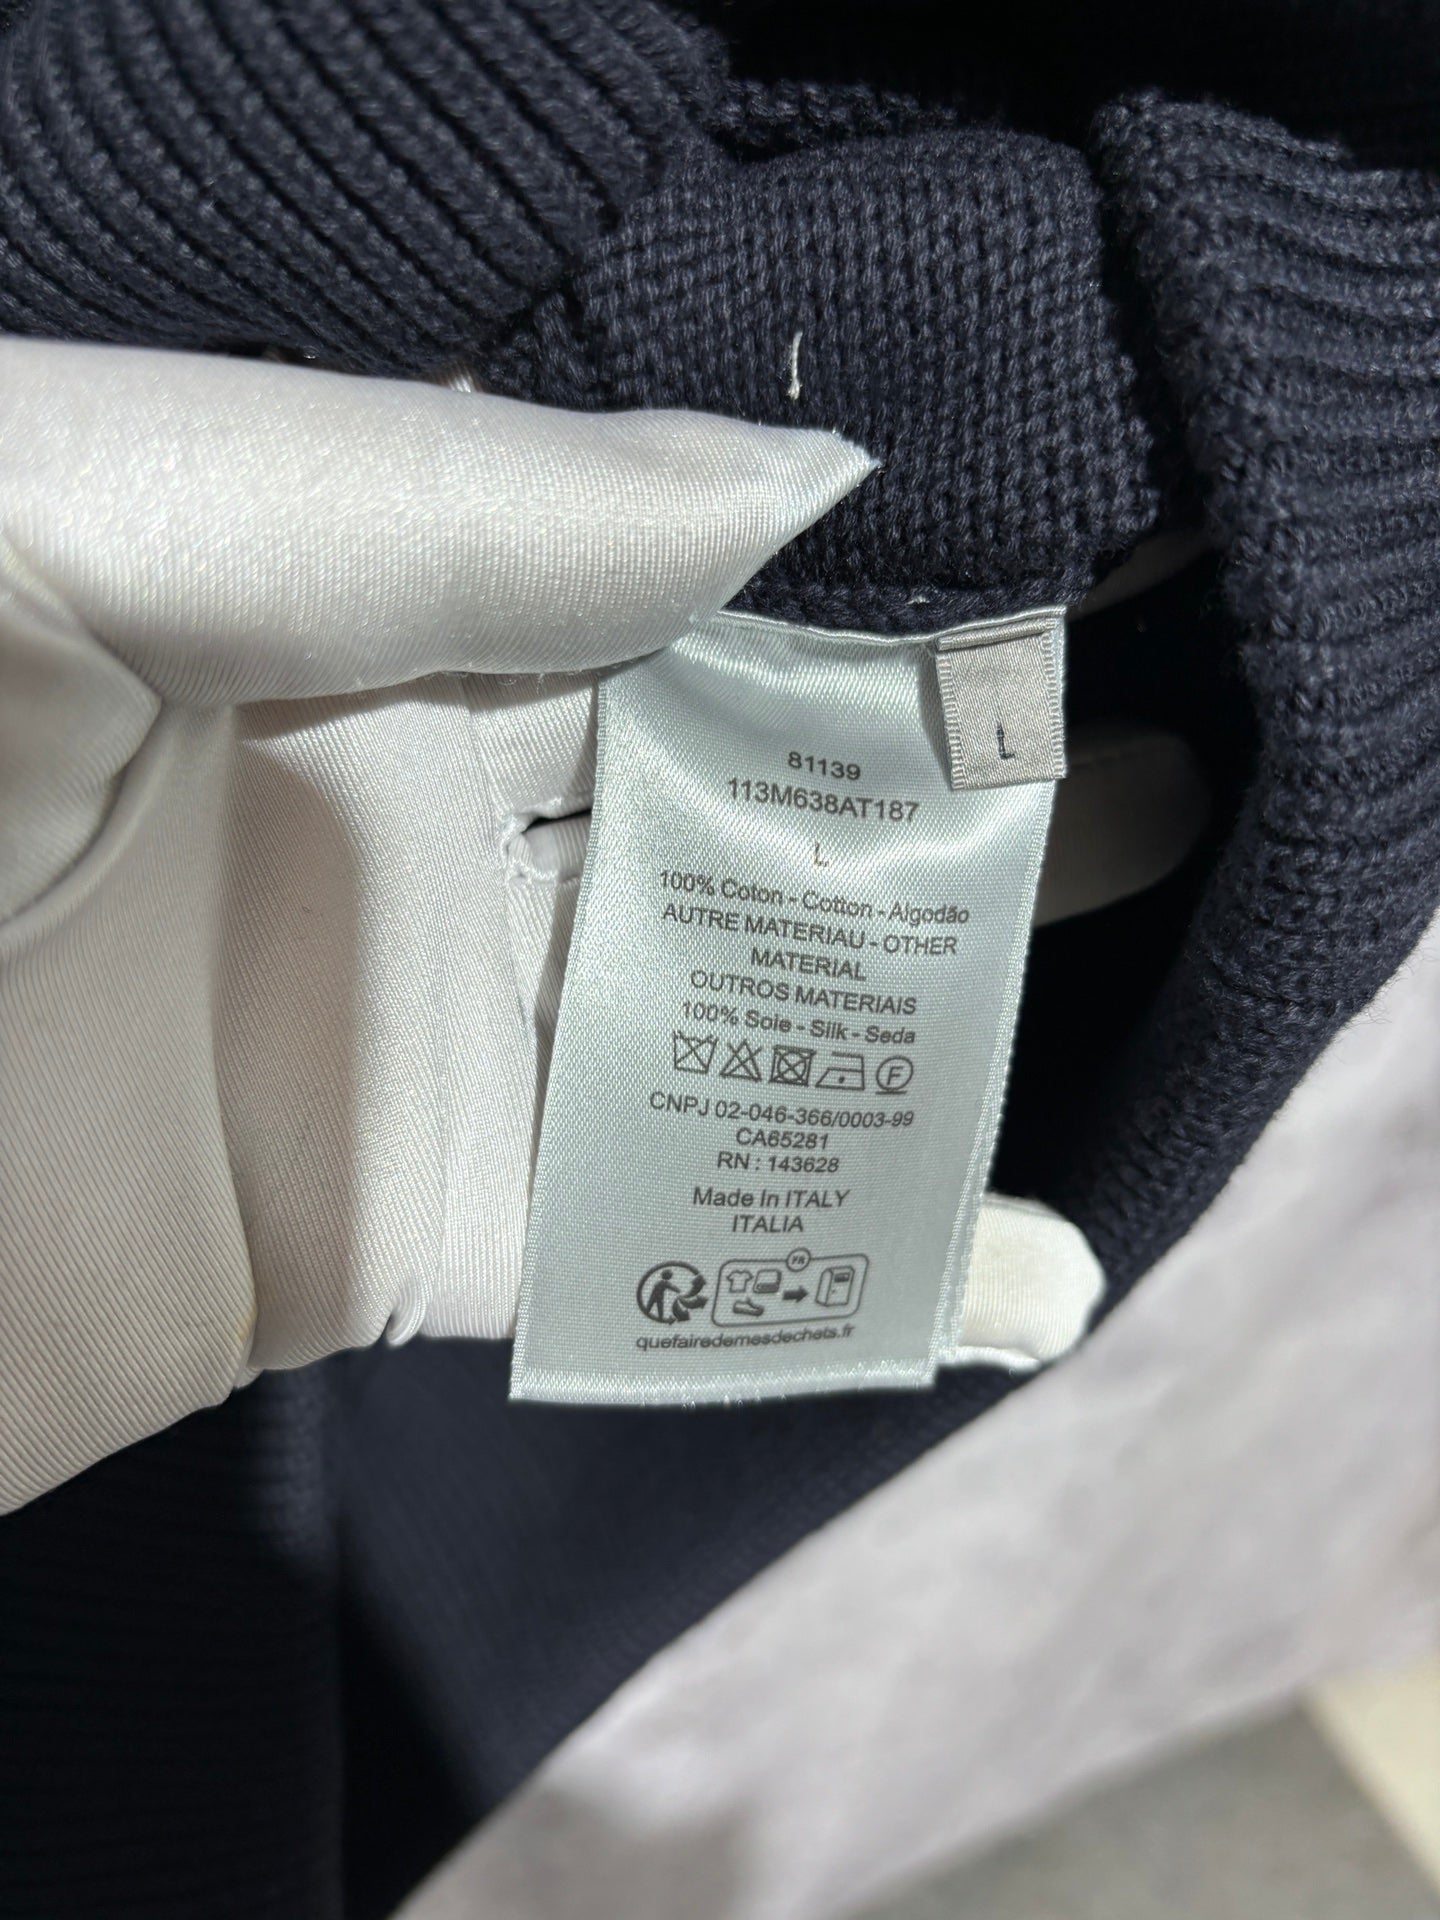 L
81139
113M638AT187
L
100% Coton - Cotton - Algodão
AUTRE MATERIAU - OTHER
MATERIAL
OUTROS MATERIAIS
100% Soie - Silk - Seda
F
CNPJ 02-046-366/0003-99
CA65281
RN : 143628
Made In ITALY
ITALIA
FR
quefairedemesdechets.fr